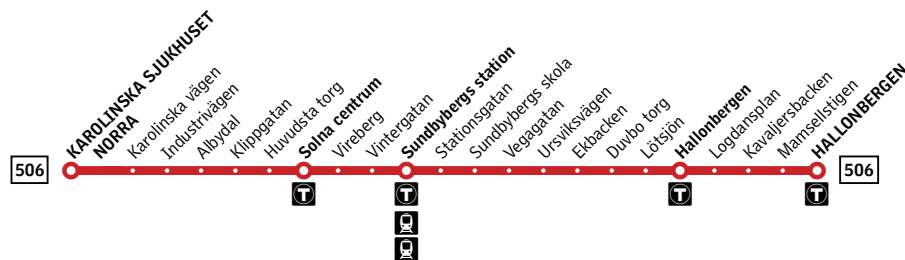 506
KAROLINSKA SJUKHUSET
NORRA
Karolinska vägen
Industrivägen
Albydal
Klippgatan
Huvudsta torg
Solna centrum
Vireberg
Vintergatan
Sundbybergs station
Stationsgatan
Sundbybergs skola
Vegagatan
Ursviksvägen
Ekbacken
Duvbo torg
Lötsjön
Hallonbergen
Logdansplan
Kavaljersbacken
Mamsellstigen
HALLONBERGEN
506
T
T
T
T